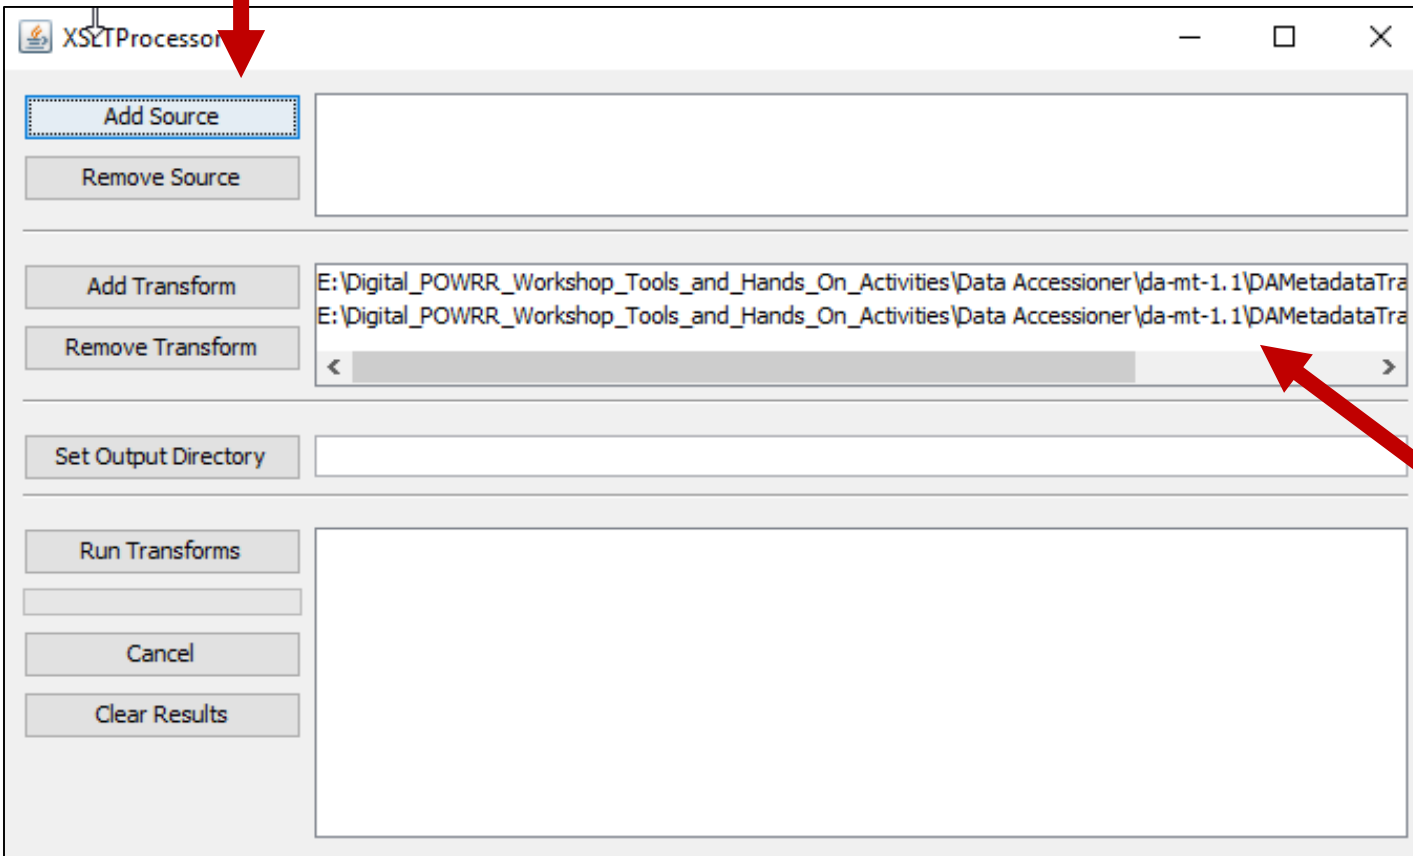 XSLTProcessor
Add Source
Remove Source
Add Transform
E:\Digital_POWRR_Workshop_Tools_and_Hands_On_Activities\Data Accessioner\da-mt-1.1\DAMetadataTra
E:\Digital_POWRR_Workshop_Tools_and_Hands_On_Activities\Data Accessioner\da-mt-1.1\DAMetadataTra
Remove Transform
Set Output Directory
Run Transforms
Cancel
Clear Results